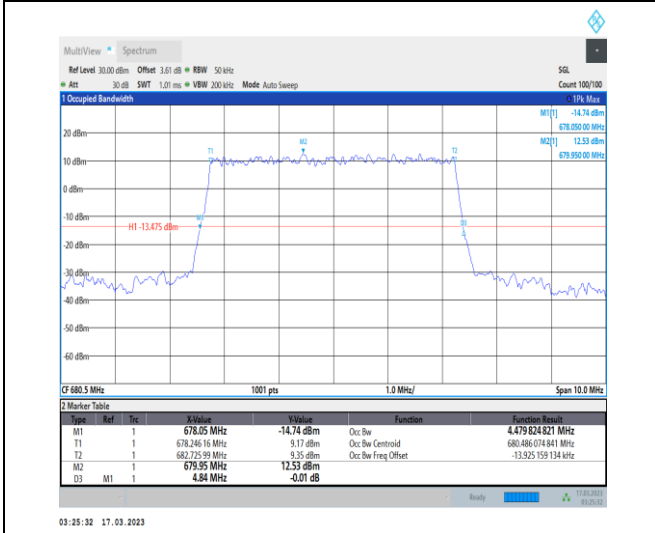 MultiView Spectrum
Ref Level 30.00 dBm Offset 3.61 dB RBW 50 kHz SGL
Att 30 dB SWT 1.01 ms VBW 200 kHz Mode Auto Sweep Count 100/100
1 Occupied Bandwidth 1Pk Max
M1[1] -14.74 dBm
678.050 00 MHz
M2[1] 12.53 dBm
679.950 00 MHz
20 dBm
T1 M2 T2
10 dBm
0 dBm
-10 dBm
M1 D3
H1 -13.475 dBm
-30 dBm
-40 dBm
-50 dBm
-60 dBm
CF 680.5 MHz 1001 pts 1.0 MHz/ Span 10.0 MHz
2 Marker Table
Type Ref Trc X-Value Y-Value Function Function Result
M1 1 678.05 MHz -14.74 dBm Occ Bw 4.479 824 821 MHz
T1 1 678.246 16 MHz 9.17 dBm Occ Bw Centroid 680.486 074 841 MHz
T2 1 682.725 99 MHz 9.35 dBm Occ Bw Freq Offset -13.925 159 134 kHz
M2 1 679.95 MHz 12.53 dBm
D3 M1 1 4.84 MHz -0.01 dB
Ready 17.03.2023
03:25:32
03:25:32 17.03.2023